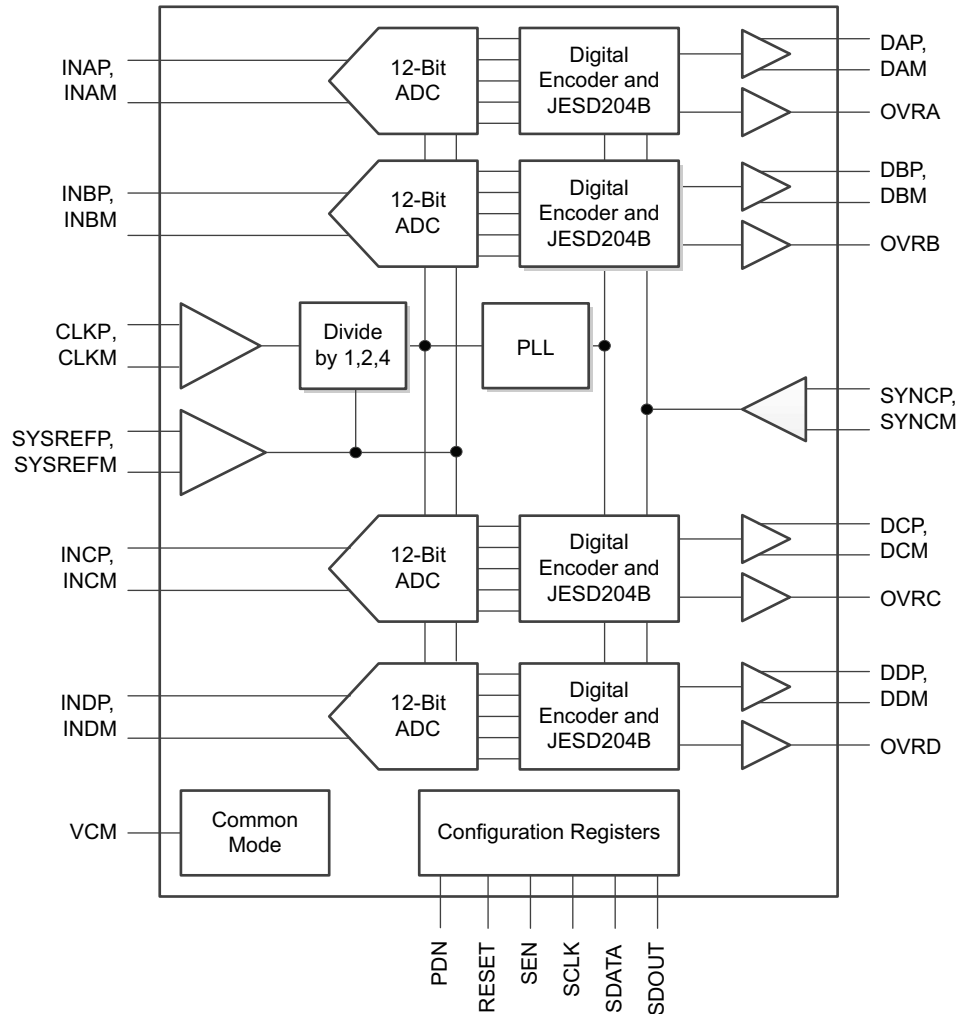 INAP,
INAM
12-Bit
ADC
Digital
Encoder and
JESD204B
DAP,
DAM
OVRA
INBP,
INBM
12-Bit
ADC
Digital
Encoder and
JESD204B
DBP,
DBM
OVRB
CLKP,
CLKM
Divide
by 1,2,4
PLL
SYNCP,
SYNCM
SYSREFP,
SYSREFM
INCP,
INCM
12-Bit
ADC
Digital
Encoder and
JESD204B
DCP,
DCM
OVRC
INDP,
INDM
12-Bit
ADC
Digital
Encoder and
JESD204B
DDP,
DDM
OVRD
VCM
Common
Mode
Configuration Registers
PDN
RESET
SEN
SCLK
SDATA
SDOUT